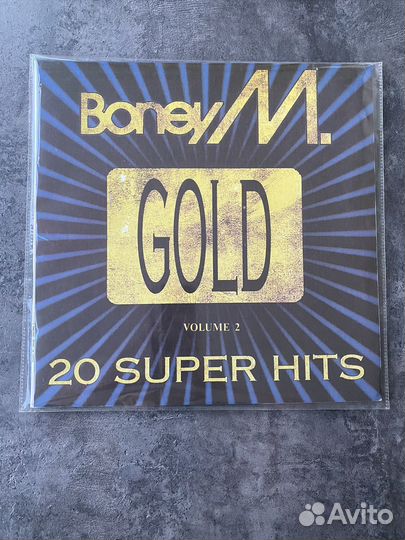 Boney M.
GOLD
VOLUME 2
20 SUPER HITS
Avito